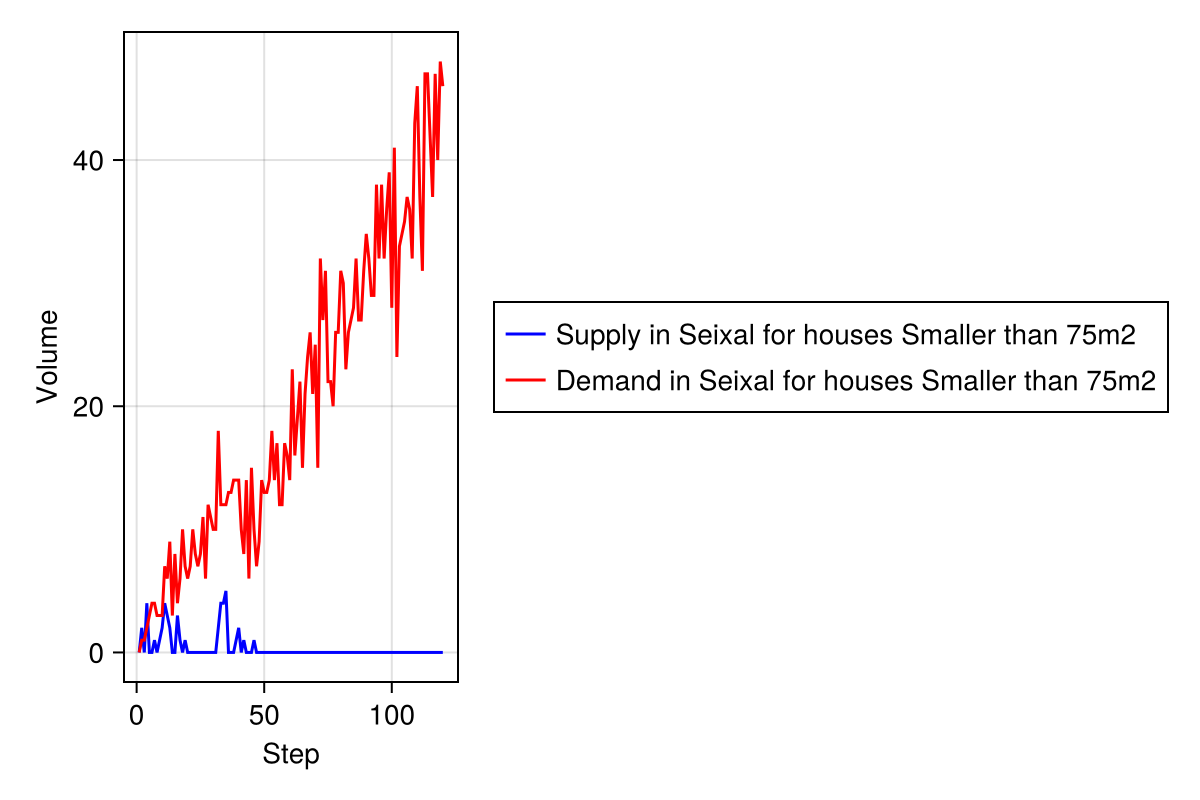 Volume
40
20
0
0 50 100
Step
Supply in Seixal for houses Smaller than 75m2
Demand in Seixal for houses Smaller than 75m2